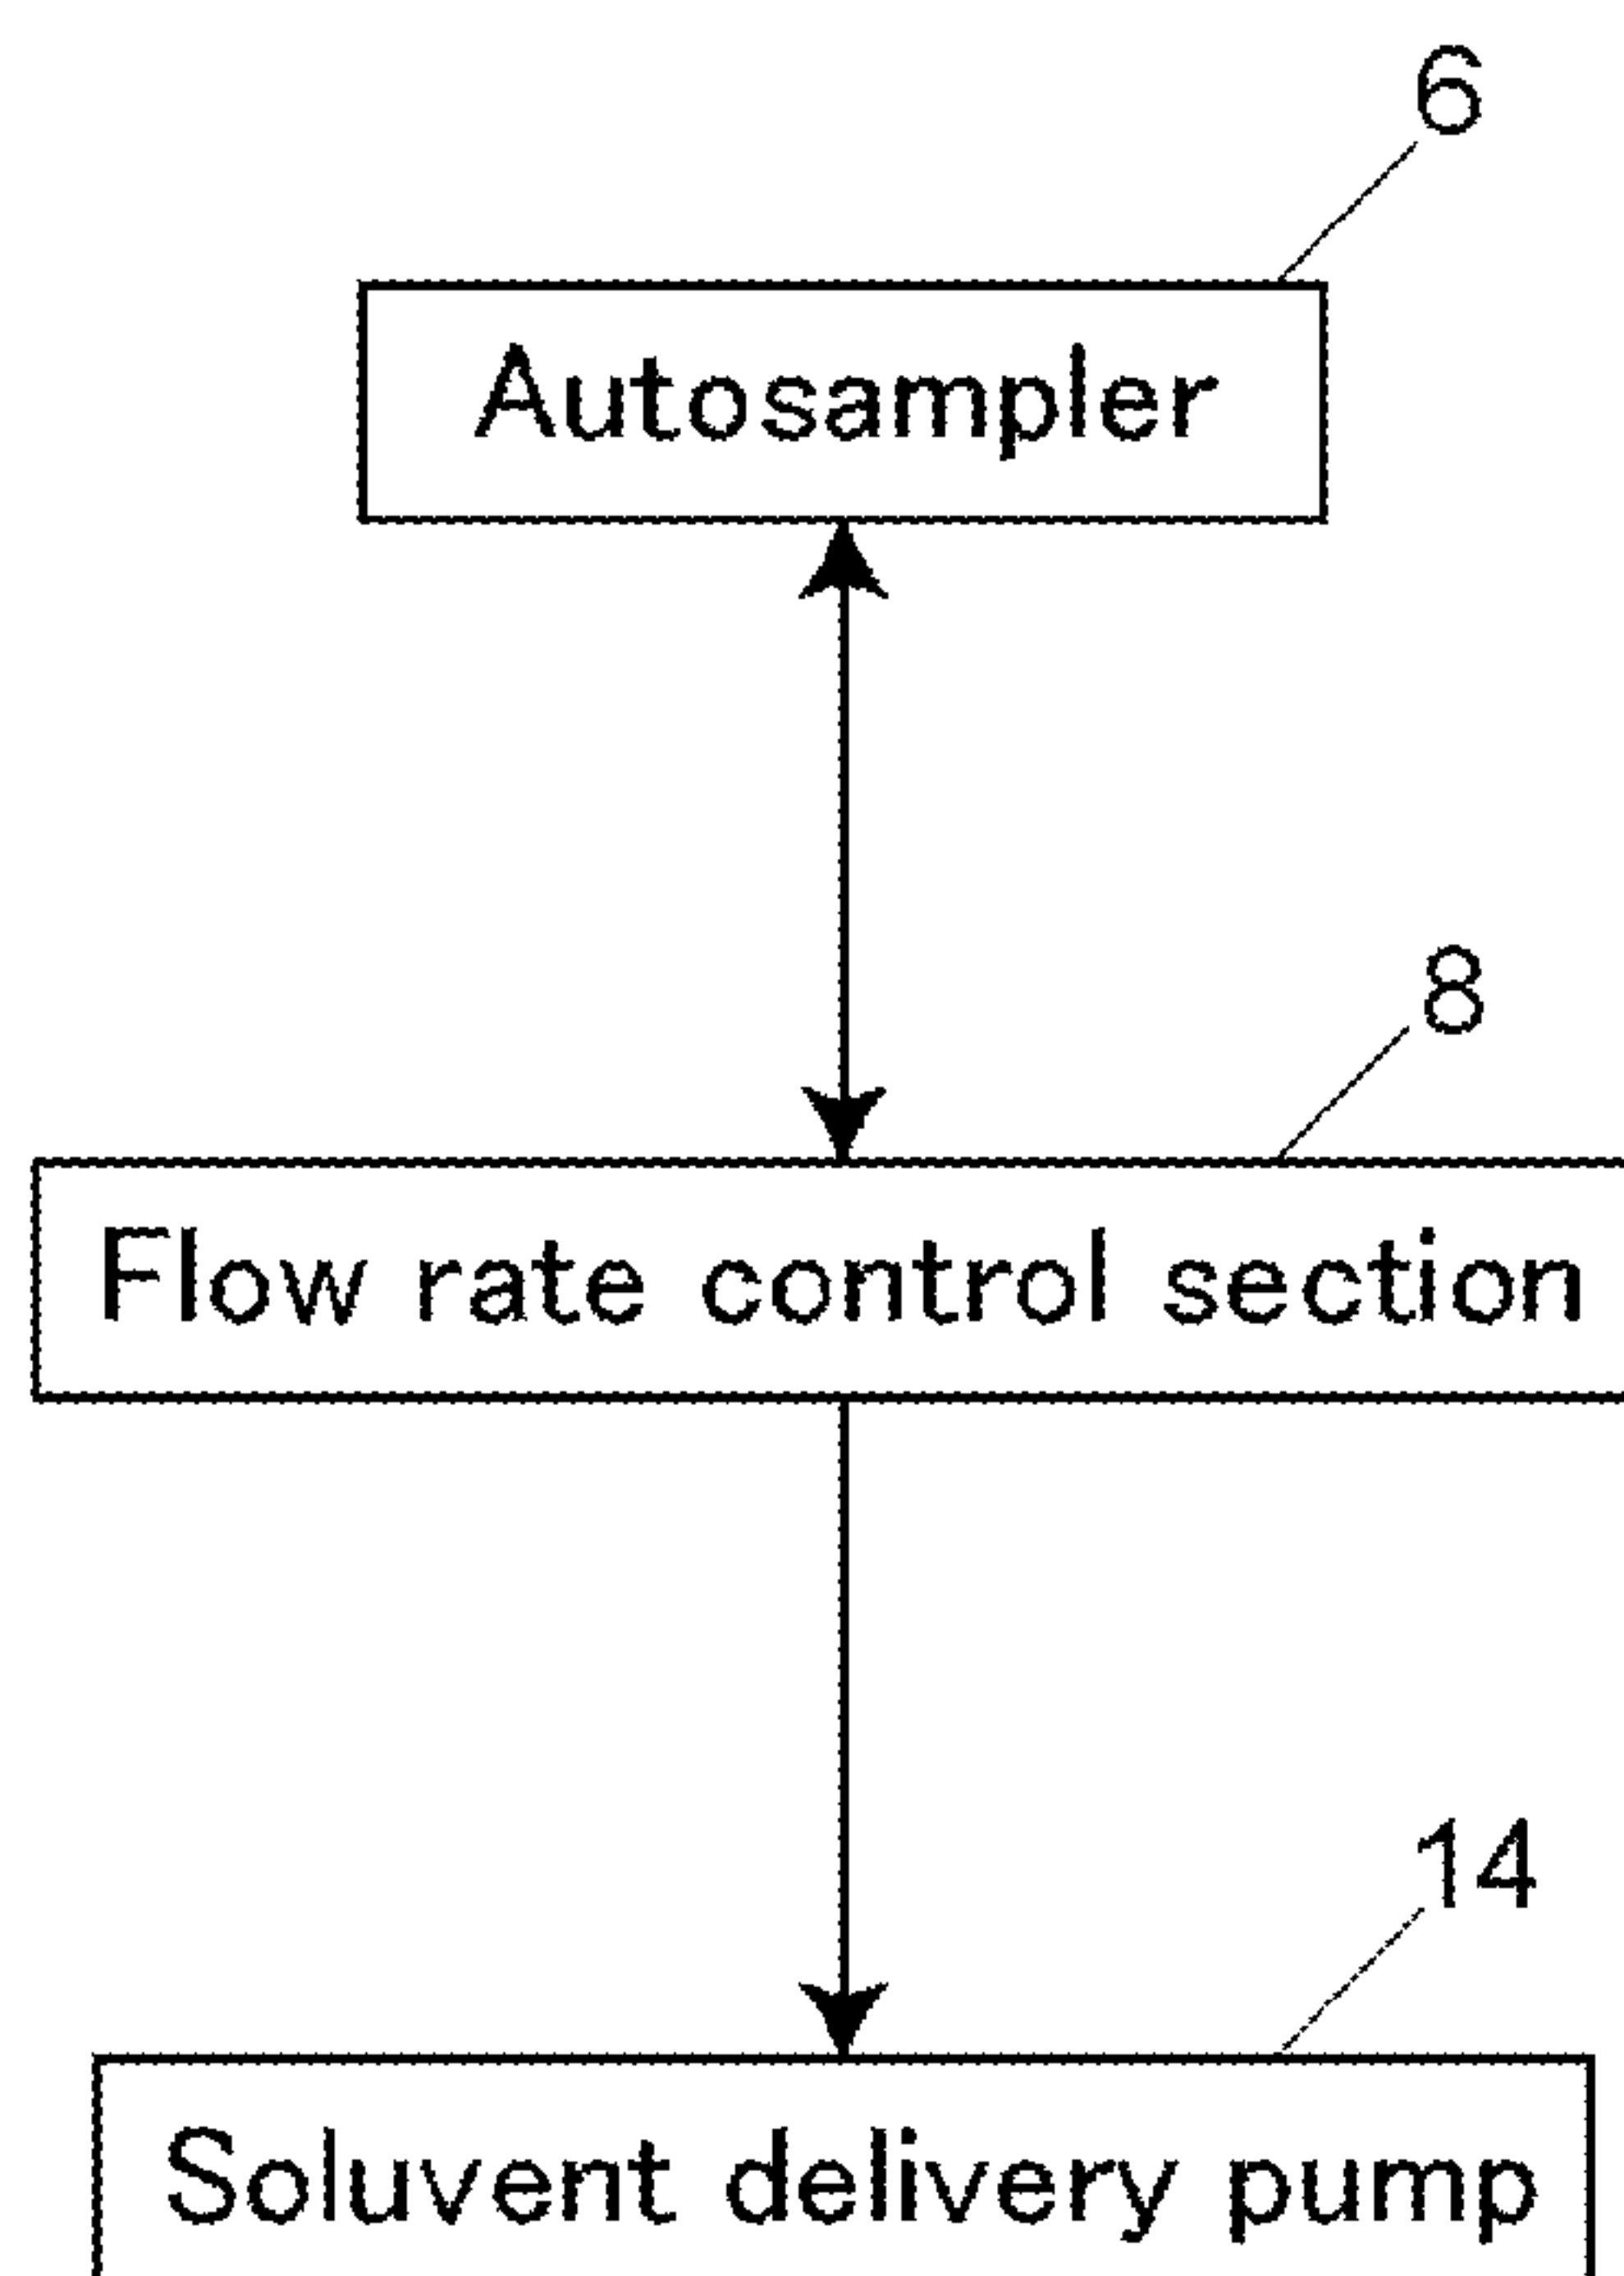 6
Autosampler
8
Flow rate control section
14
Soluvent delivery pump